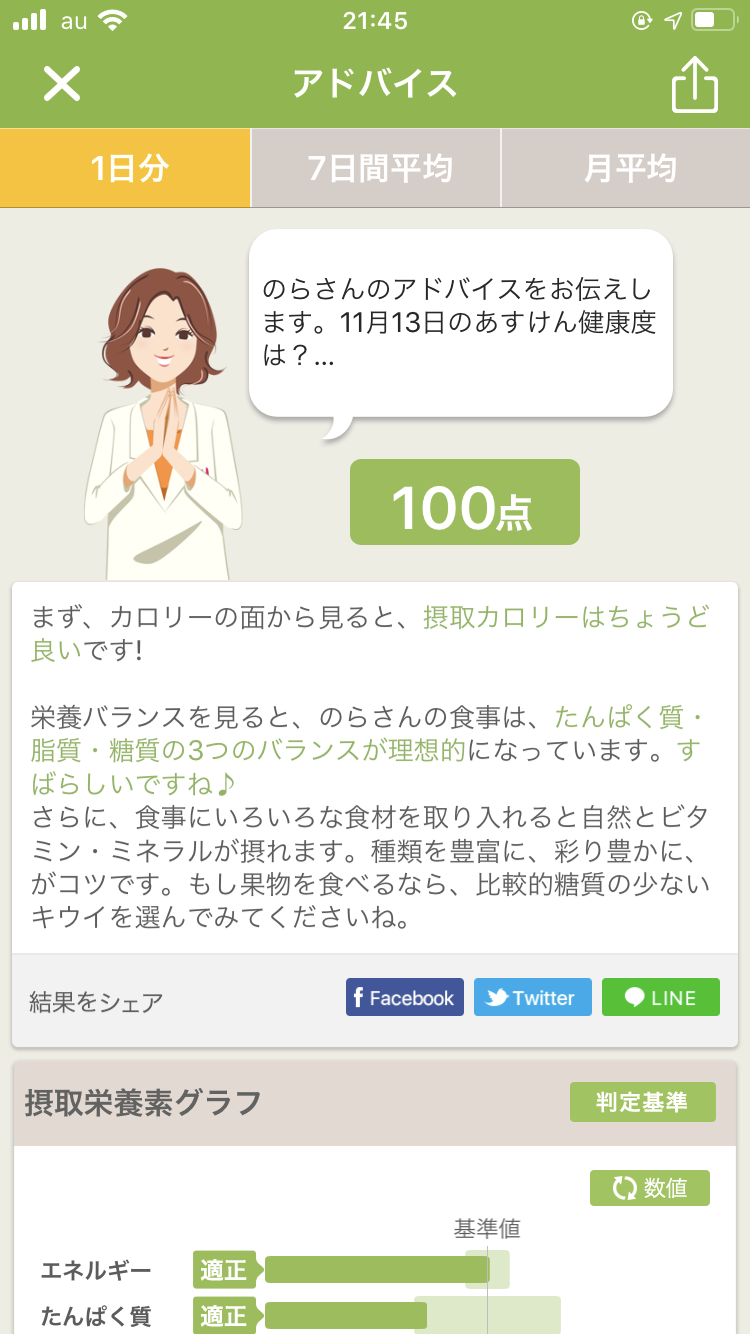 au 21:45
アドバイス
1日分 7日間平均 月平均
のらさんのアドバイスをお伝えし
ます。11月13日のあすけん健康度
は？...
100点
まず、カロリーの面から見ると、摂取カロリーはちょうど
良いです!
栄養バランスを見ると、のらさんの食事は、たんぱく質・
脂質・糖質の3つのバランスが理想的になっています。す
ばらしいですね♪
さらに、食事にいろいろな食材を取り入れると自然とビタ
ミン・ミネラルが摂れます。種類を豊富に、彩り豊かに、
がコツです。もし果物を食べるなら、比較的糖質の少ない
キウイを選んでみてくださいね。
結果をシェア Facebook Twitter LINE
摂取栄養素グラフ 判定基準
数値
基準値
エネルギー 適正
たんぱく質 適正